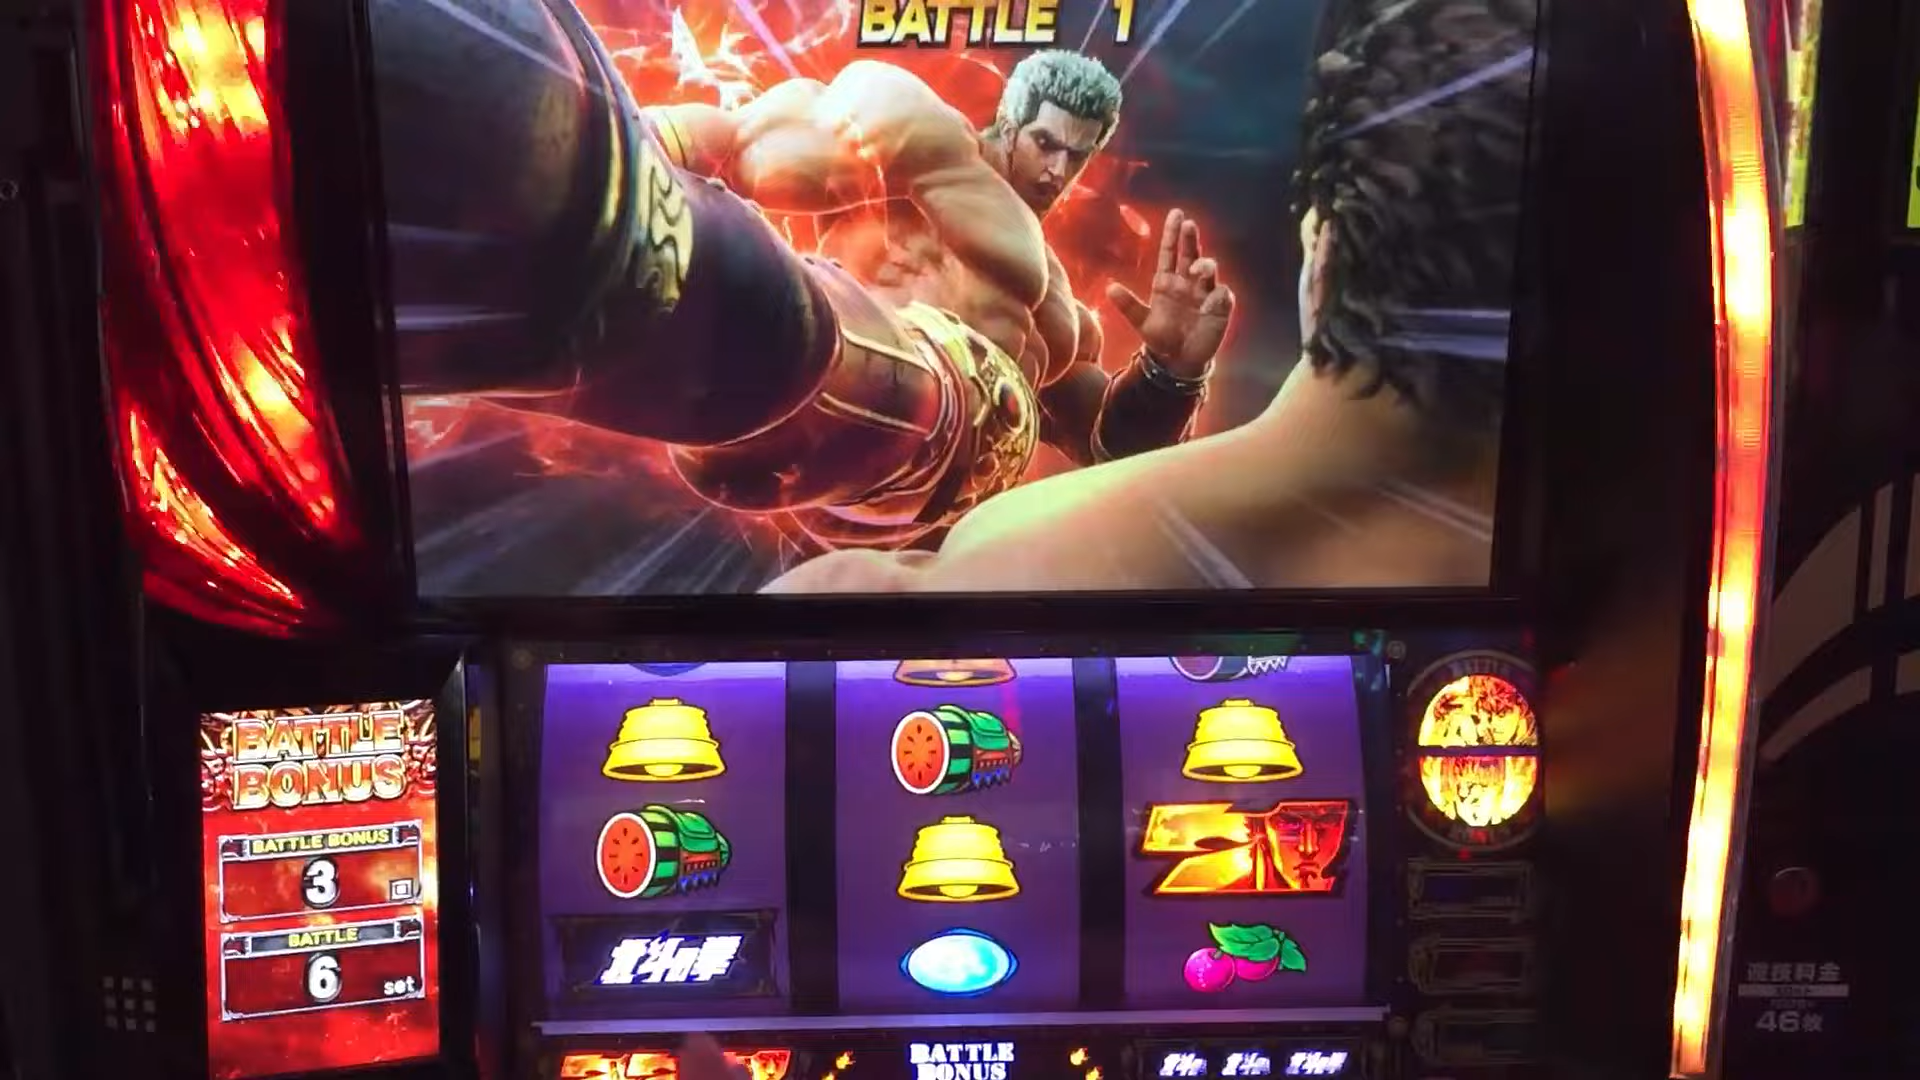 BATTLE 1
BATTLE
BONUS
BATTLE BONUS
3 回
BATTLE
6 set
北斗の拳
遊技料金
46枚
BATTLE
BONUS